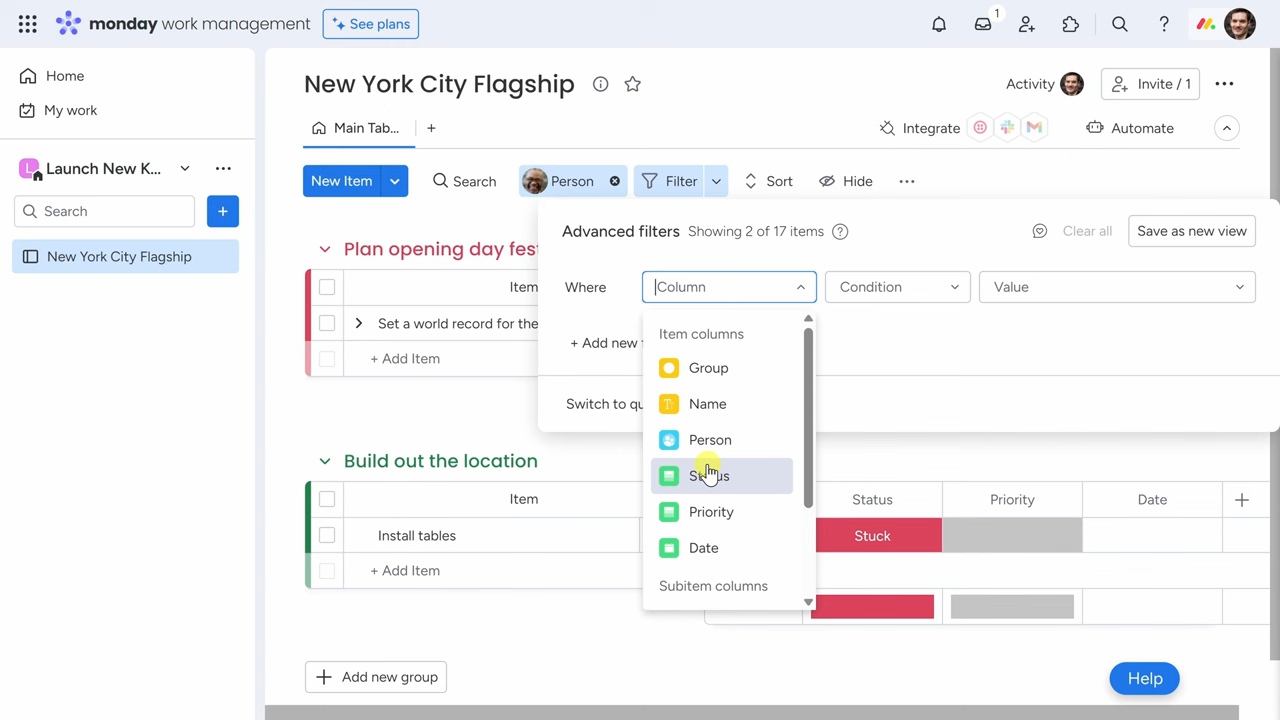 monday work management
See plans
1
Home
My work
Launch New K...
Search
New York City Flagship
New York City Flagship
Activity
Invite / 1
Main Tab...
Integrate
Automate
New Item
Search
Person
Filter
Sort
Hide
Advanced filters
Showing 2 of 17 items
Clear all
Save as new view
Where
Column
Condition
Value
+ Add new
Switch to qu
Item columns
Group
Name
Person
Status
Priority
Date
Subitem columns
Plan opening day fes
Item
Set a world record for the
+ Add Item
Build out the location
Item
Status
Priority
Date
Install tables
Stuck
+ Add Item
Add new group
Help